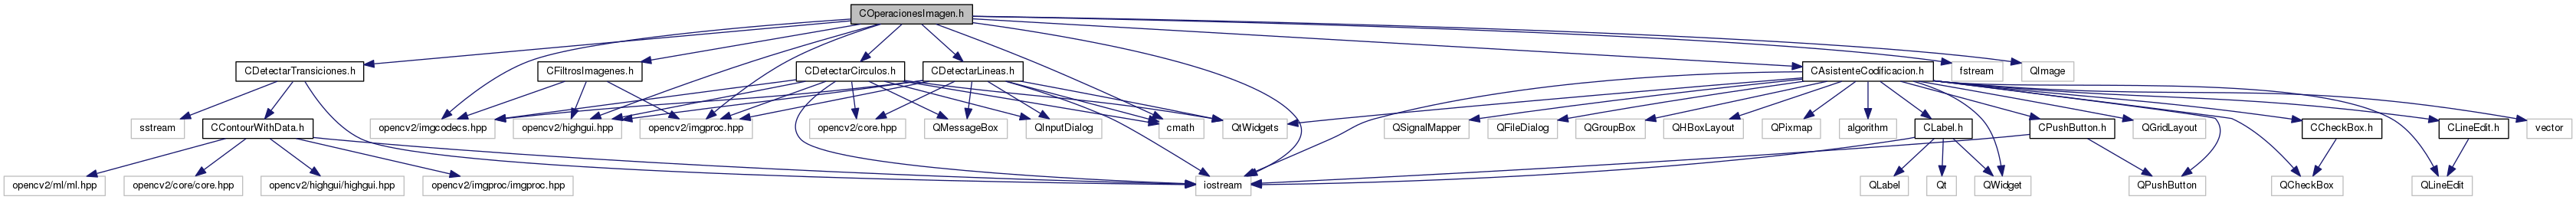 COperacionesImagen.h
CDetectarTransiciones.h
CFiltrosImagenes.h
CDetectarCirculos.h
CDetectarLineas.h
CAsistenteCodificacion.h
fstream
QImage
sstream
CContourWithData.h
opencv2/imgcodecs.hpp
opencv2/highgui.hpp
opencv2/imgproc.hpp
opencv2/core.hpp
QMessageBox
QInputDialog
cmath
QtWidgets
QSignalMapper
QFileDialog
QGroupBox
QHBoxLayout
QPixmap
algorithm
CLabel.h
CPushButton.h
QGridLayout
CCheckBox.h
CLineEdit.h
vector
opencv2/ml/ml.hpp
opencv2/core/core.hpp
opencv2/highgui/highgui.hpp
opencv2/imgproc/imgproc.hpp
iostream
QLabel
Qt
QWidget
QPushButton
QCheckBox
QLineEdit